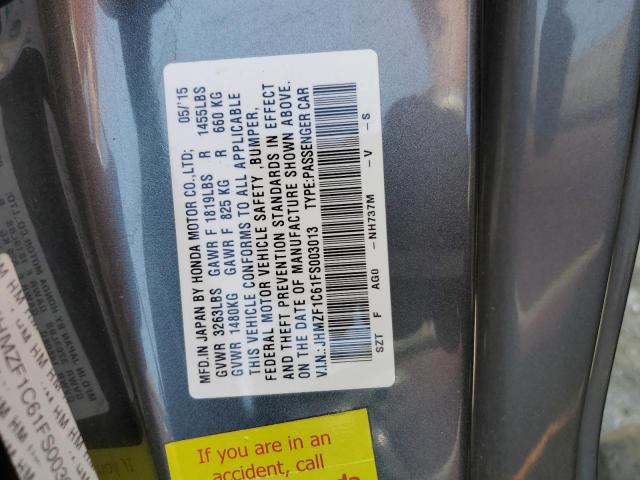 MFD.IN JAPAN BY HONDA MOTOR CO.,LTD; 05/'15
GVWR 3263LBS GAWR F 1819LBS R 1455LBS
GVWR 1480KG GAWR F 825 KG R 660 KG
THIS VEHICLE CONFORMS TO ALL APPLICABLE
FEDERAL MOTOR VEHICLE SAFETY ,BUMPER,
AND THEFT PREVENTION STANDARDS IN EFFECT
ON THE DATE OF MANUFACTURE SHOWN ABOVE.
V.I.N.: JHMZF1C61FS003013 TYPE:PASSENGER CAR
SZT F AG0 -NH737M -V -S
If you are in an
accident, call